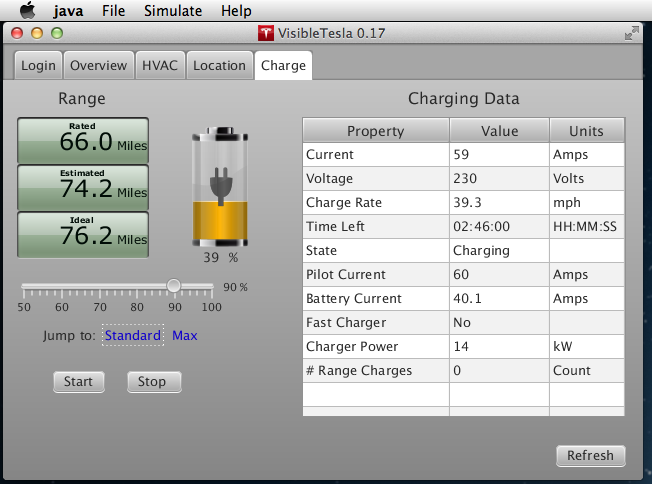 java File Simulate Help
VisibleTesla 0.17
Login Overview HVAC Location Charge
Range
Rated
66.0 Miles
Estimated
74.2 Miles
Ideal
76.2 Miles
39 %
90 %
50 60 70 80 90 100
Jump to: Standard Max
Start Stop
Charging Data
Property Value Units
Current 59 Amps
Voltage 230 Volts
Charge Rate 39.3 mph
Time Left 02:46:00 HH:MM:SS
State Charging
Pilot Current 60 Amps
Battery Current 40.1 Amps
Fast Charger No
Charger Power 14 kW
# Range Charges 0 Count
Refresh